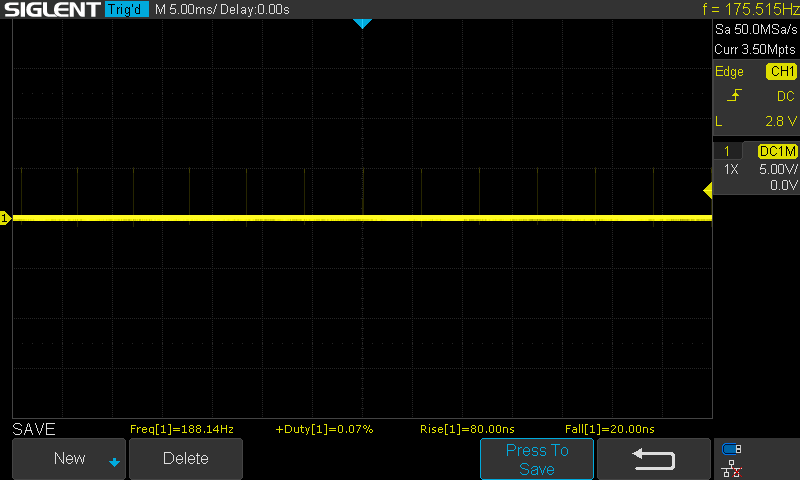 SIGLENT Trig'd M 5.00ms/ Delay:0.00s f = 175.515Hz
Sa 50.0MSa/s
Curr 3.50Mpts
Edge CH1
DC
L 2.8 V
1 DC1M
1X 5.00V/
0.0V
1
SAVE Freq[1]=188.14Hz +Duty[1]=0.07% Rise[1]=80.00ns Fall[1]=20.00ns
New Delete Press To
Save